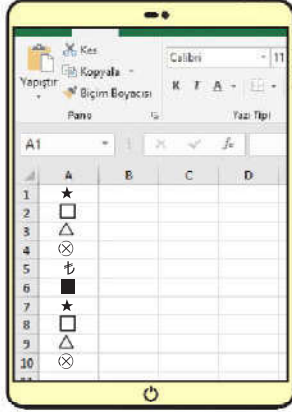 Kes
Kopyala
Yapıştır
Biçim Boyacısı
Pano
Calibri
11
K T A
Yazı Tipi
A1
fx
A B C D
1 ★
2 □
3 △
4 ⊗
5 ₺
6 ■
7 ★
8 □
9 △
10 ⊗